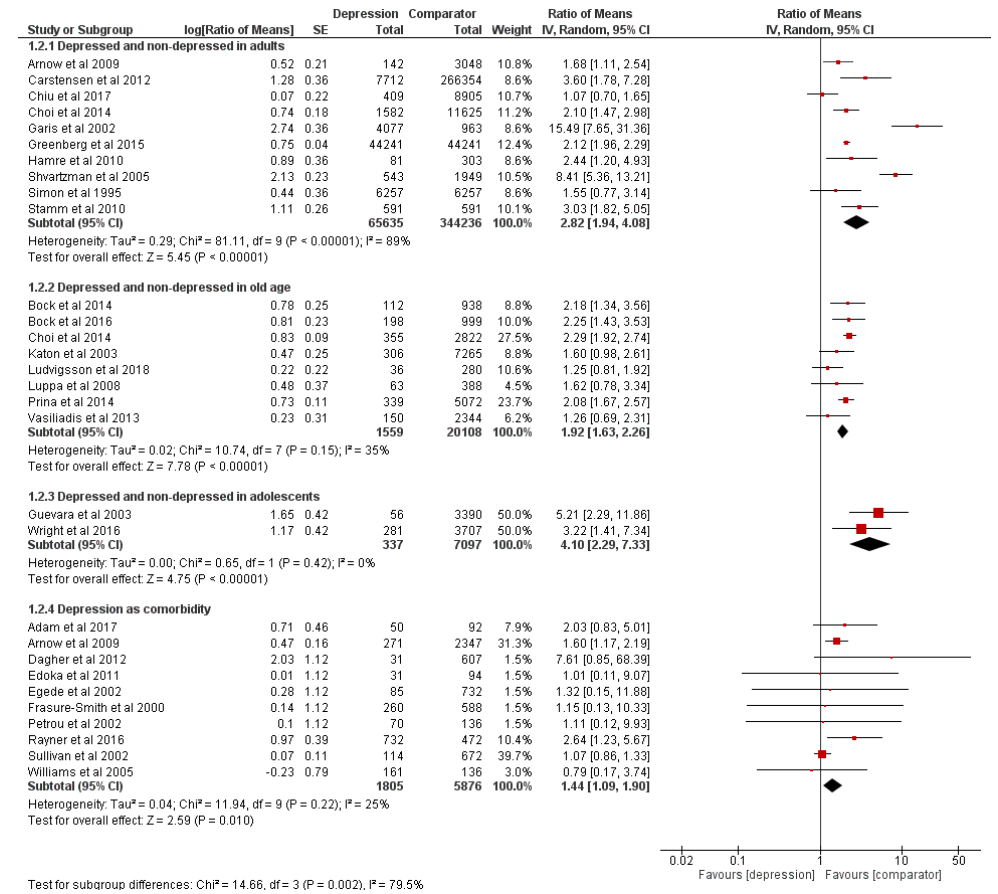 Depression Comparator Ratio of Means Ratio of Means
Study or Subgroup log[Ratio of Means] SE Total Total Weight IV, Random, 95% CI IV, Random, 95% CI
1.2.1 Depressed and non-depressed in adults
Arnow et al 2009 0.52 0.21 142 3048 10.8% 1.68 [1.11, 2.54]
Carstensen et al 2012 1.28 0.36 7712 266354 8.6% 3.60 [1.78, 7.28]
Chiu et al 2017 0.07 0.22 409 8905 10.7% 1.07 [0.70, 1.65]
Choi et al 2014 0.74 0.18 1582 11625 11.2% 2.10 [1.47, 2.98]
Garis et al 2002 2.74 0.36 4077 963 8.6% 15.49 [7.65, 31.36]
Greenberg et al 2015 0.75 0.04 44241 44241 12.4% 2.12 [1.96, 2.29]
Hamre et al 2010 0.89 0.36 81 303 8.6% 2.44 [1.20, 4.93]
Shvartzman et al 2005 2.13 0.23 543 1949 10.6% 8.41 [5.36, 13.21]
Simon et al 1995 0.44 0.36 6257 6257 8.6% 1.55 [0.77, 3.14]
Stamm et al 2010 1.11 0.26 591 591 10.1% 3.03 [1.82, 5.05]
Subtotal (95% CI) 65635 344236 100.0% 2.82 [1.94, 4.08]
Heterogeneity: Tau² = 0.29; Chi² = 81.11, df = 9 (P < 0.00001); I² = 89%
Test for overall effect: Z = 5.45 (P < 0.00001)
1.2.2 Depressed and non-depressed in old age
Bock et al 2014 0.78 0.25 112 938 8.8% 2.18 [1.34, 3.56]
Bock et al 2016 0.81 0.23 198 999 10.0% 2.25 [1.43, 3.53]
Choi et al 2014 0.83 0.09 355 2822 27.5% 2.29 [1.92, 2.74]
Katon et al 2003 0.47 0.25 306 7265 8.8% 1.60 [0.98, 2.61]
Ludvigsson et al 2018 0.22 0.22 36 280 10.6% 1.25 [0.81, 1.92]
Luppa et al 2008 0.48 0.37 63 388 4.5% 1.62 [0.78, 3.34]
Prina et al 2014 0.73 0.11 339 5072 23.7% 2.08 [1.67, 2.57]
Vasiliadis et al 2013 0.23 0.31 150 2344 6.2% 1.26 [0.69, 2.31]
Subtotal (95% CI) 1559 20108 100.0% 1.92 [1.63, 2.26]
Heterogeneity: Tau² = 0.02; Chi² = 10.74, df = 7 (P = 0.15); I² = 35%
Test for overall effect: Z = 7.78 (P < 0.00001)
1.2.3 Depressed and non-depressed in adolescents
Guevara et al 2003 1.65 0.42 56 3390 50.0% 5.21 [2.29, 11.86]
Wright et al 2016 1.17 0.42 281 3707 50.0% 3.22 [1.41, 7.34]
Subtotal (95% CI) 337 7097 100.0% 4.10 [2.29, 7.33]
Heterogeneity: Tau² = 0.00; Chi² = 0.65, df = 1 (P = 0.42); I² = 0%
Test for overall effect: Z = 4.75 (P < 0.00001)
1.2.4 Depression as comorbidity
Adam et al 2017 0.71 0.46 50 92 7.9% 2.03 [0.83, 5.01]
Arnow et al 2009 0.47 0.16 271 2347 31.3% 1.60 [1.17, 2.19]
Dagher et al 2012 2.03 1.12 31 607 1.5% 7.61 [0.85, 68.39]
Edoka et al 2011 0.01 1.12 31 94 1.5% 1.01 [0.11, 9.07]
Egede et al 2002 0.28 1.12 85 732 1.5% 1.32 [0.15, 11.88]
Frasure-Smith et al 2000 0.14 1.12 260 588 1.5% 1.15 [0.13, 10.33]
Petrou et al 2002 0.1 1.12 70 136 1.5% 1.11 [0.12, 9.93]
Rayner et al 2016 0.97 0.39 732 472 10.4% 2.64 [1.23, 5.67]
Sullivan et al 2002 0.07 0.11 114 672 39.7% 1.07 [0.86, 1.33]
Williams et al 2005 -0.23 0.79 161 136 3.0% 0.79 [0.17, 3.74]
Subtotal (95% CI) 1805 5876 100.0% 1.44 [1.09, 1.90]
Heterogeneity: Tau² = 0.04; Chi² = 11.94, df = 9 (P = 0.22); I² = 25%
Test for overall effect: Z = 2.59 (P = 0.010)
0.02 0.1 1 10 50
Favours [depression] Favours [comparator]
Test for subgroup differences: Chi² = 14.66, df = 3 (P = 0.002), I² = 79.5%